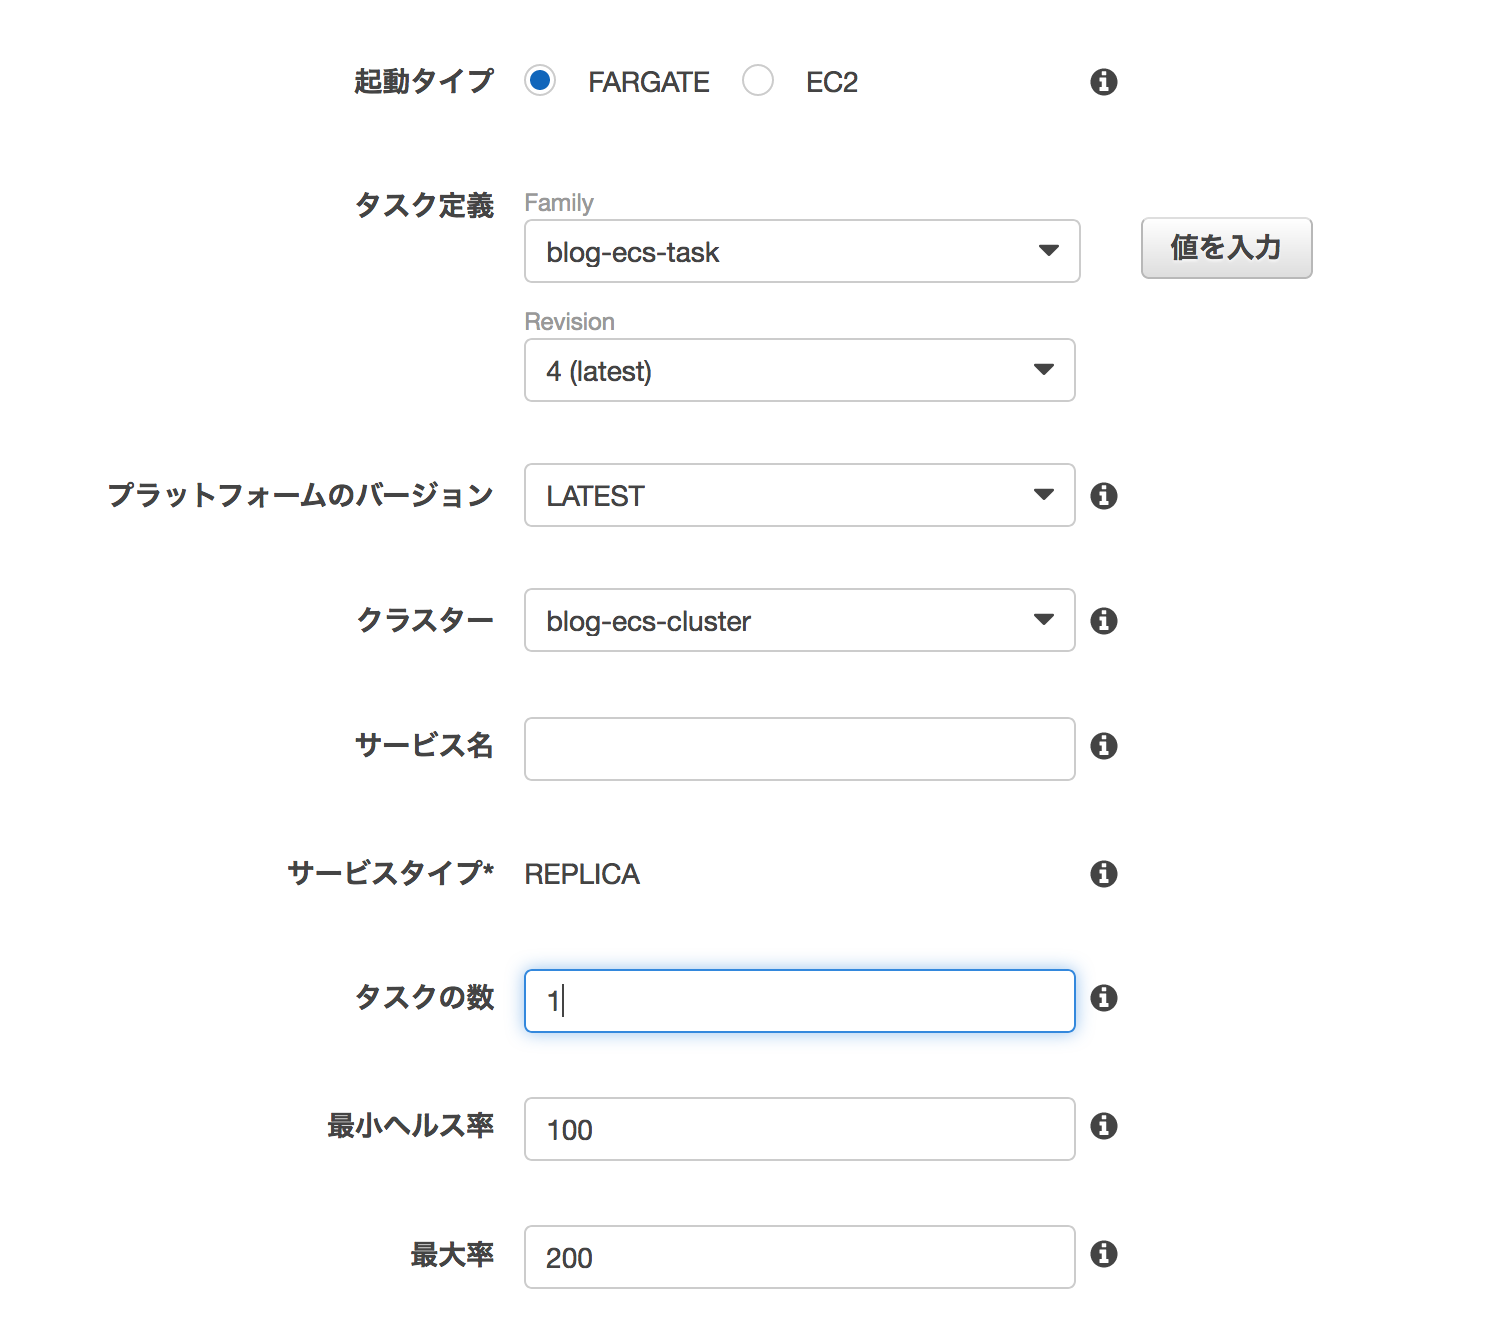 起動タイプ FARGATE EC2
タスク定義 Family
blog-ecs-task 値を入力
Revision
4 (latest)
プラットフォームのバージョン LATEST
クラスター blog-ecs-cluster
サービス名
サービスタイプ* REPLICA
タスクの数 1
最小ヘルス率 100
最大率 200